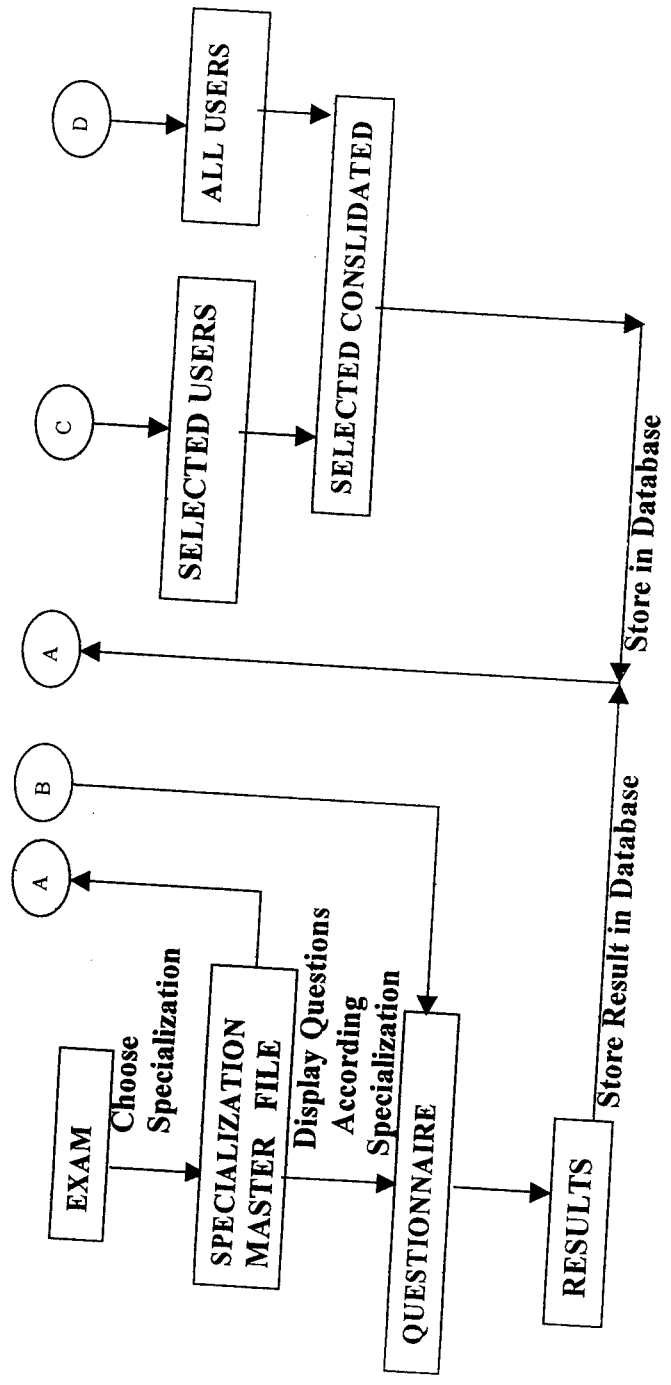 EXAM
Choose
Specialization
SPECIALIZATION
MASTER FILE
Display Questions
According
Specialization
QUESTIONNAIRE
RESULTS
Store Result in Database
A
B
A
C
SELECTED USERS
D
ALL USERS
SELECTED CONSLIDATED
Store in Database